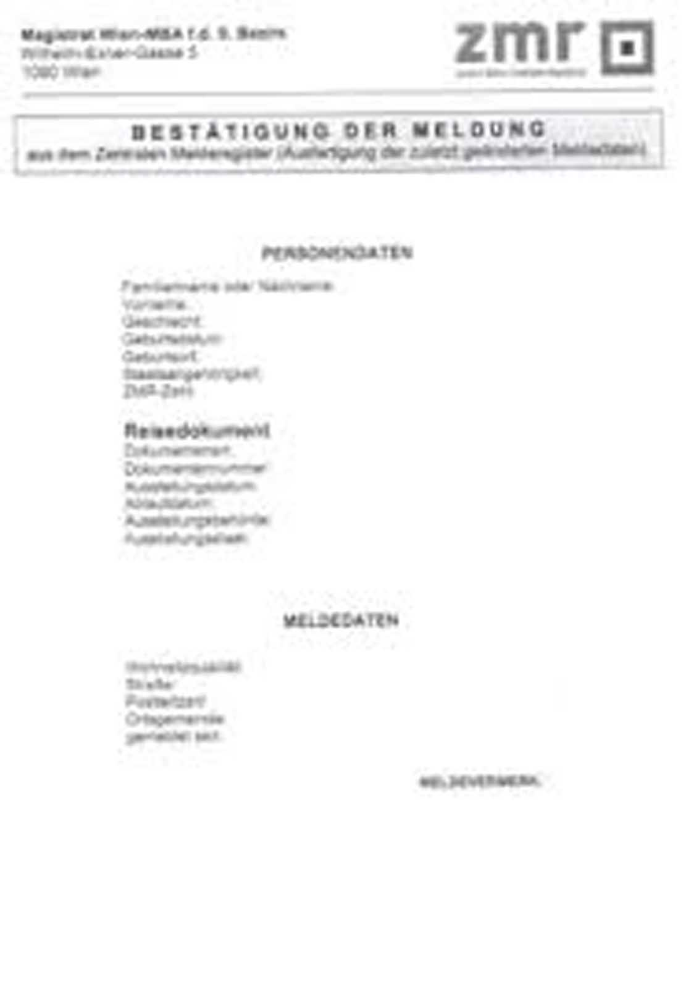 Magistrat Wien-MBA f.d. 9. Bezirk
Wilhelm-Exner-Gasse 5
1090 Wien
zmr
BESTÄTIGUNG DER MELDUNG
aus dem Zentralen Melderegister (Ausfertigung der zuletzt geänderten Meldedaten)
PERSONENDATEN
Familienname oder Nachname
Vorname
Geschlecht
Geburtsdatum
Geburtsort
Staatsangehörigkeit
ZMR-Zahl
Reisedokument
Dokumentenart
Dokumentennummer
Ausstellungsdatum
Ablaufdatum
Ausstellungsbehörde
Ausstellungsstaat
MELDEDATEN
Wohnsitzqualität
Straße
Postleitzahl
Ortsgemeinde
gemeldet seit
MELDEVERMERK